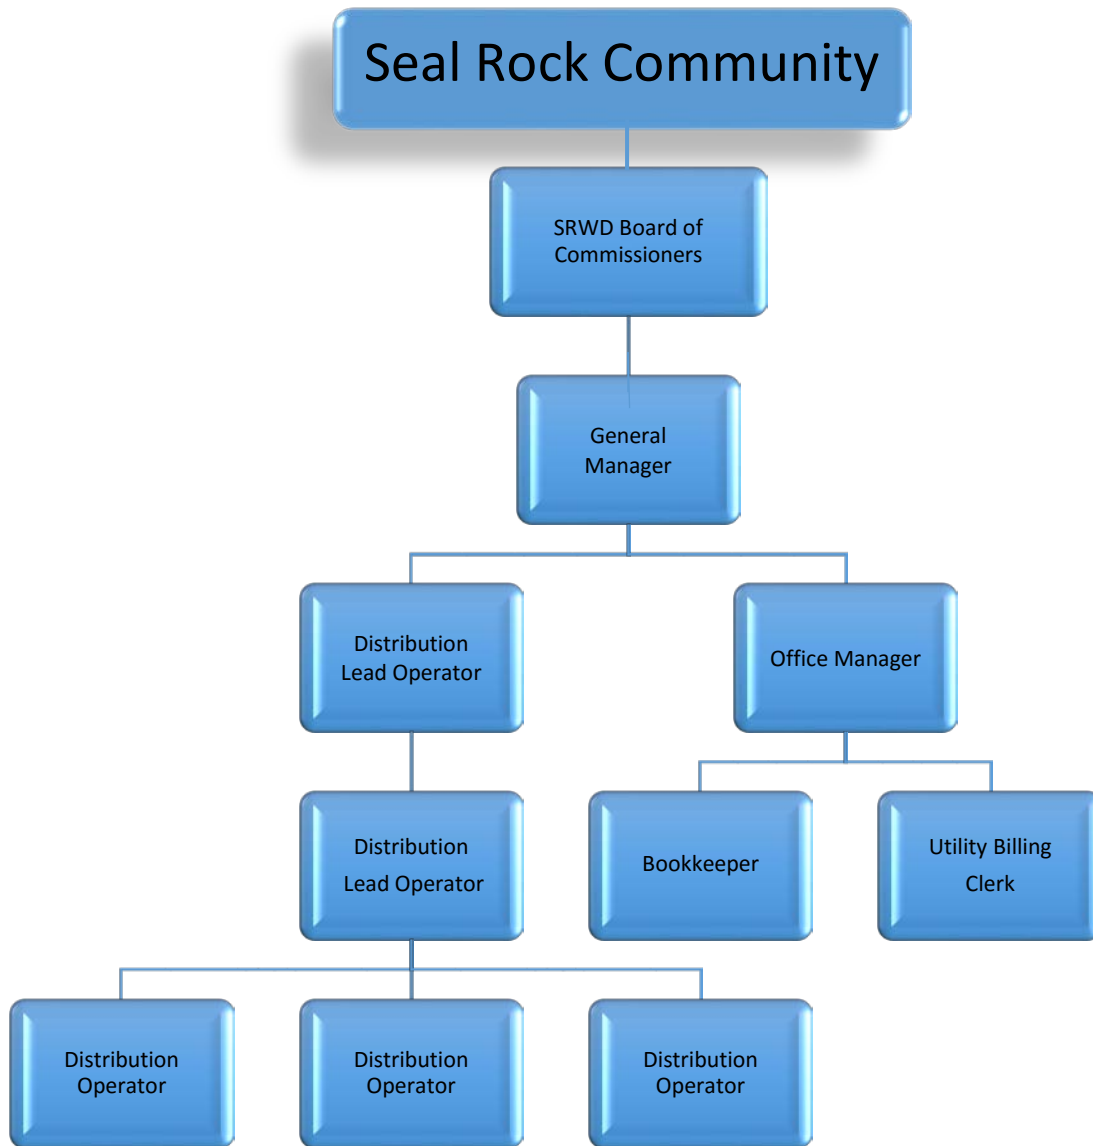 Seal Rock Community
SRWD Board of
Commissioners
General
Manager
Distribution
Lead Operator
Office Manager
Distribution
Lead Operator
Bookkeeper
Utility Billing
Clerk
Distribution
Operator
Distribution
Operator
Distribution
Operator